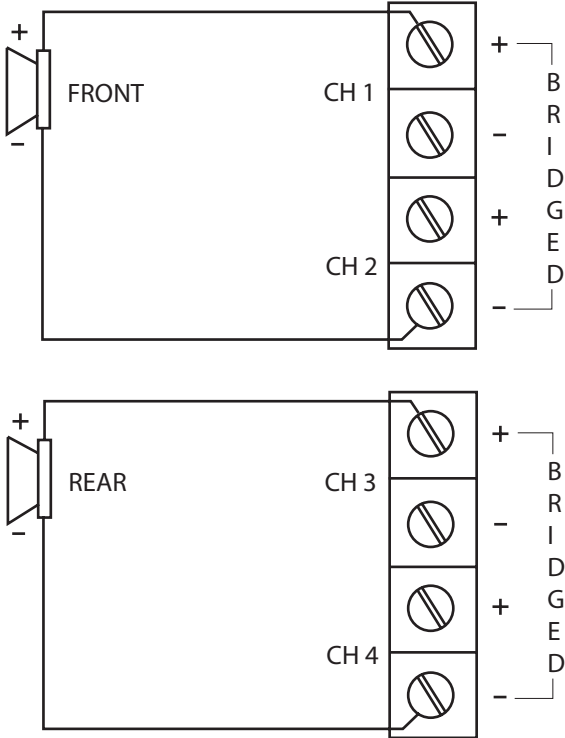 +
FRONT
−
CH 1
CH 2
+
−
+
−
BRIDGED
+
REAR
−
CH 3
CH 4
+
−
+
−
BRIDGED